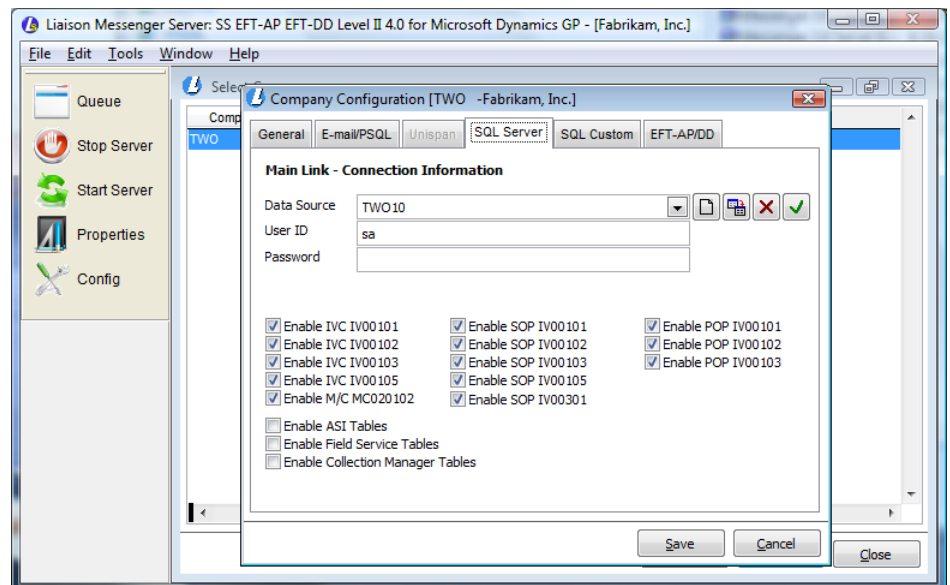 Liaison Messenger Server: SS EFT-AP EFT-DD Level II 4.0 for Microsoft Dynamics GP - [Fabrikam, Inc.]
File Edit Tools Window Help
Queue
Stop Server
Start Server
Properties
Config
Selec
Comp
TWO
Company Configuration [TWO -Fabrikam, Inc.]
General E-mail/PSQL Unispan SQL Server SQL Custom EFT-AP/DD
Main Link - Connection Information
Data Source TWO10
User ID sa
Password
Enable IVC IV00101 Enable SOP IV00101 Enable POP IV00101
Enable IVC IV00102 Enable SOP IV00102 Enable POP IV00102
Enable IVC IV00103 Enable SOP IV00103 Enable POP IV00103
Enable IVC IV00105 Enable SOP IV00105
Enable M/C MC020102 Enable SOP IV00301
Enable ASI Tables
Enable Field Service Tables
Enable Collection Manager Tables
Save Cancel
Close